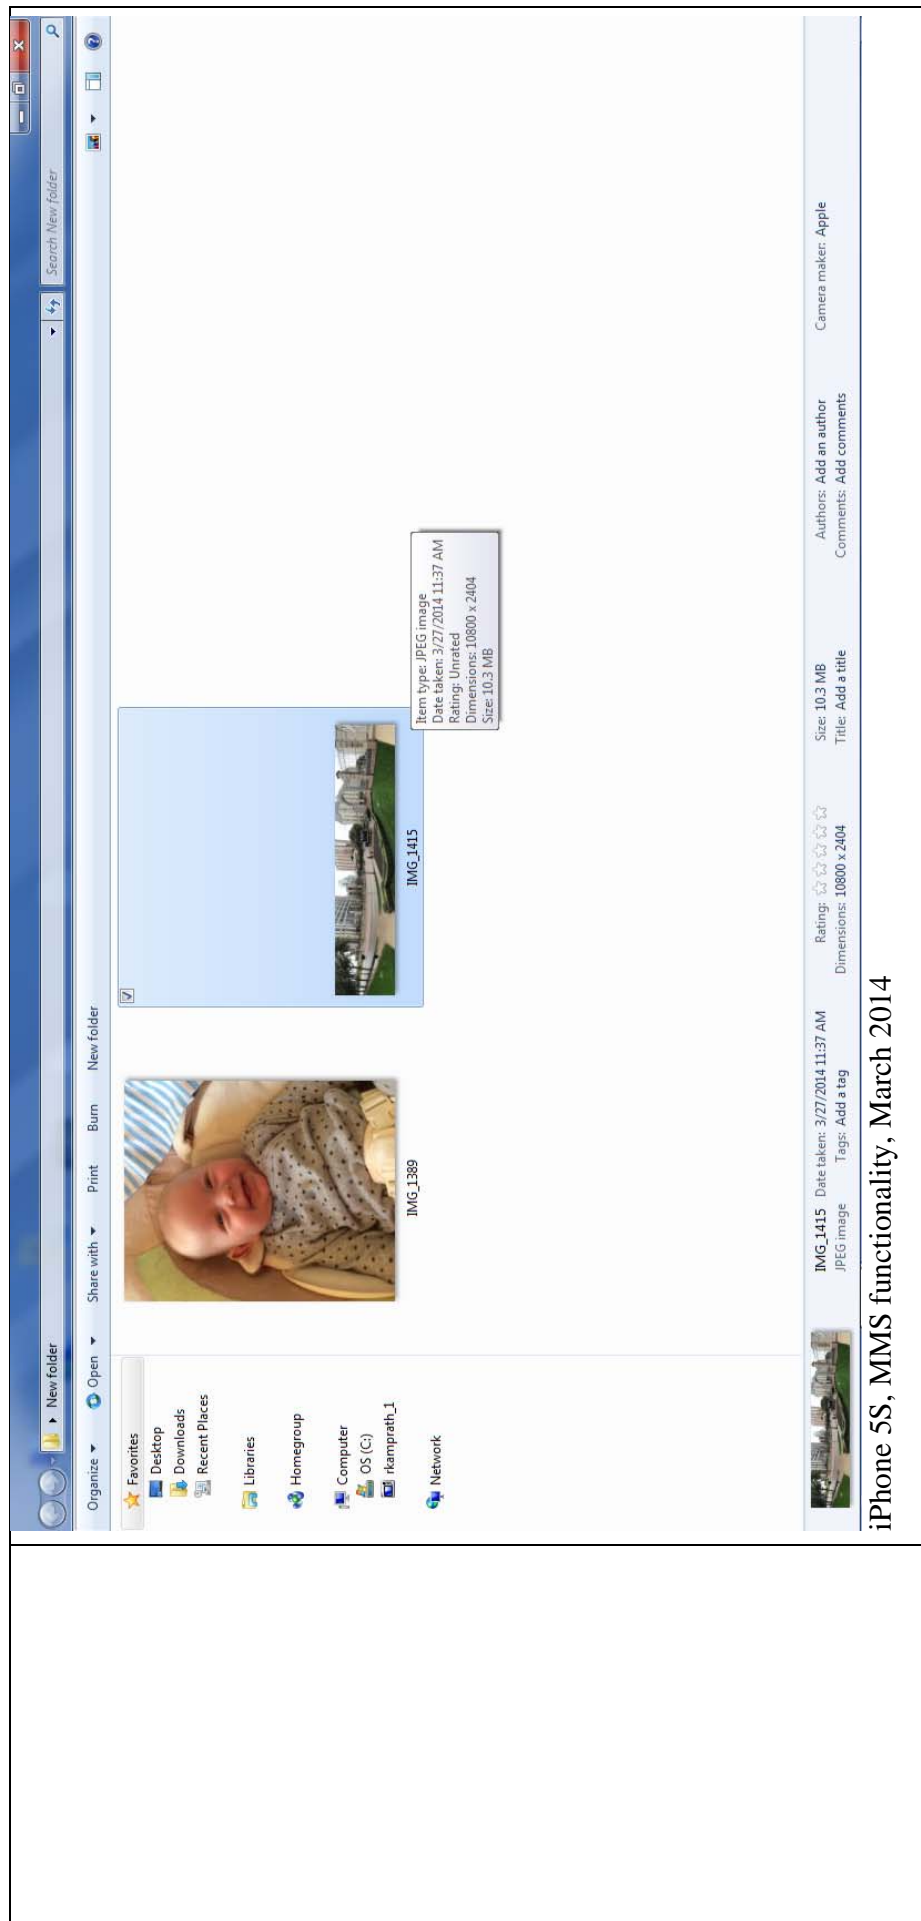 New folder
Search New folder
Organize
Open
Share with
Print
Burn
New folder
Favorites
Desktop
Downloads
Recent Places
Libraries
Homegroup
Computer
OS (C:)
rkamprath_1
Network
IMG_1389
IMG_1415
Item type: JPEG image
Date taken: 3/27/2014 11:37 AM
Rating: Unrated
Dimensions: 10800 x 2404
Size: 10.3 MB
IMG_1415 Date taken: 3/27/2014 11:37 AM Rating: Size: 10.3 MB Authors: Add an author Camera maker: Apple
JPEG image Tags: Add a tag Dimensions: 10800 x 2404 Title: Add a title Comments: Add comments
iPhone 5S, MMS functionality, March 2014